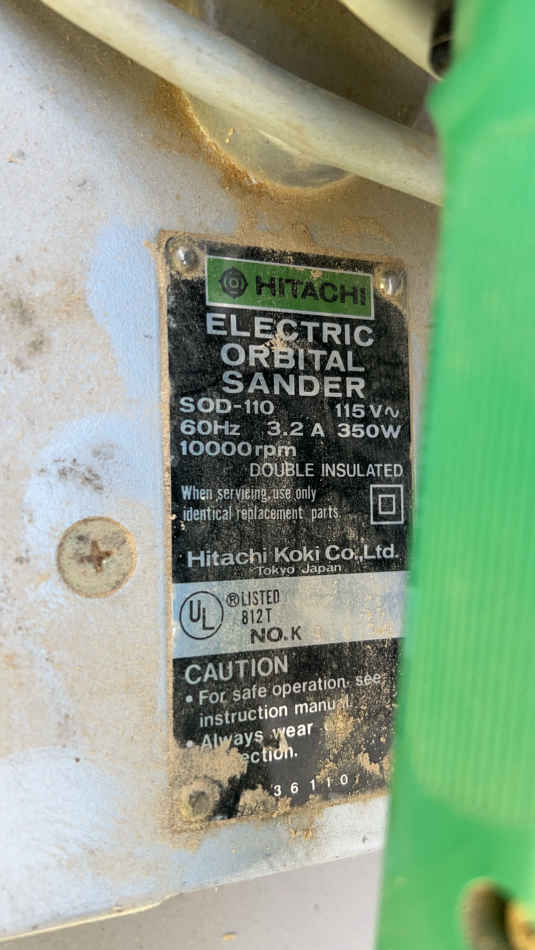 HITACHI
ELECTRIC
ORBITAL
SANDER
SOD-110 115V~
60Hz 3.2 A 350W
10000rpm
DOUBLE INSULATED
When servicing, use only
identical replacement parts.
Hitachi Koki Co.,Ltd.
Tokyo Japan
UL ® LISTED
812T
NO.K
CAUTION
• For safe operation, see
instruction manual.
• Always wear
36110